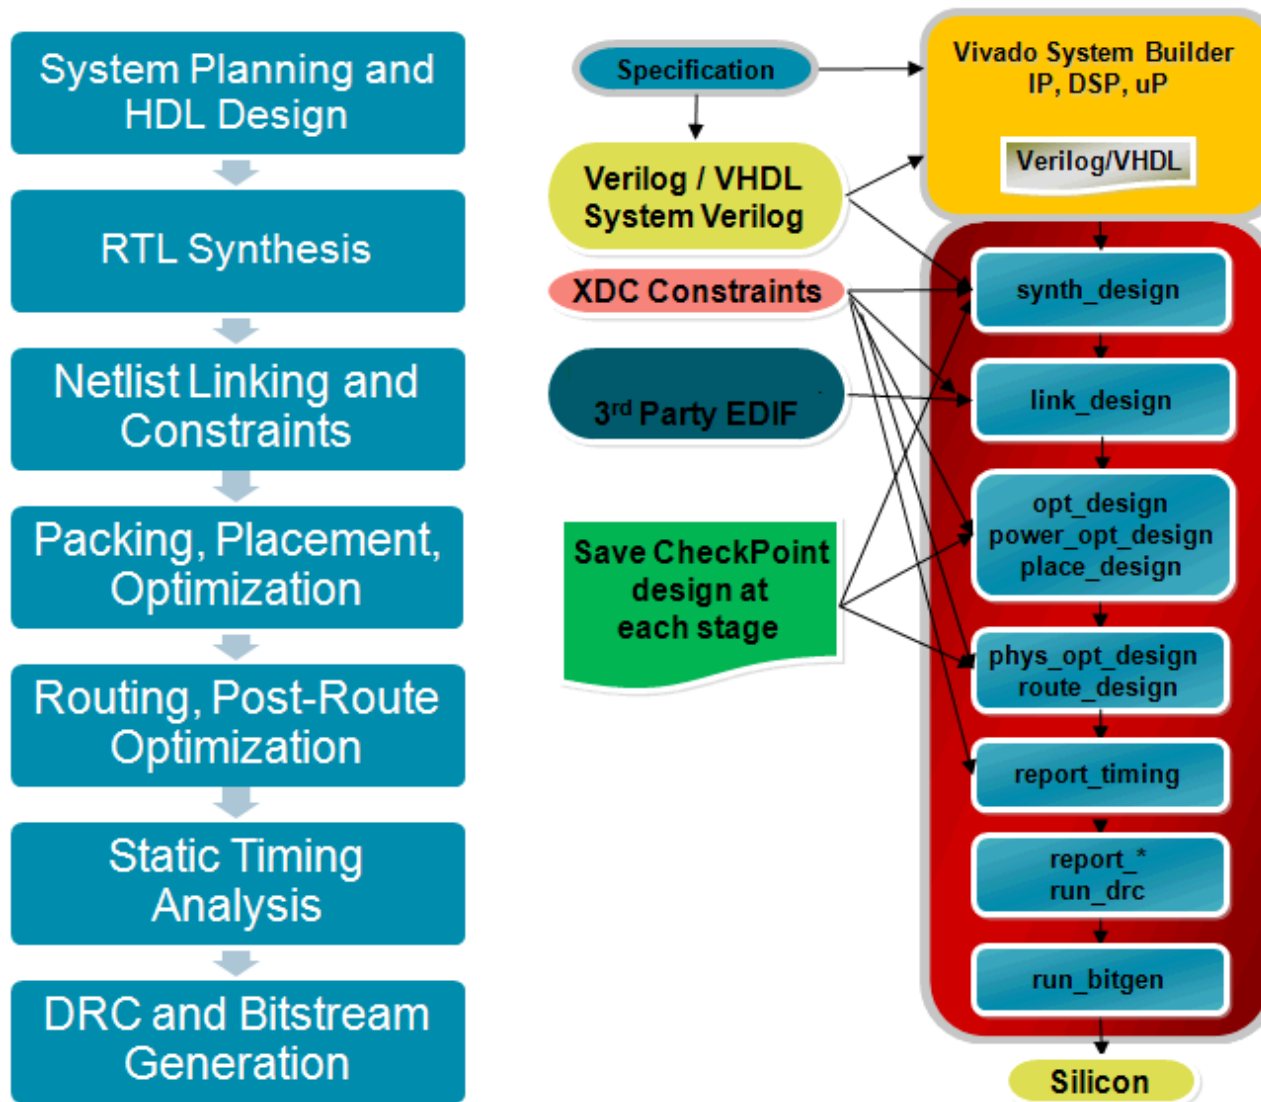 System Planning and
HDL Design
RTL Synthesis
Netlist Linking and
Constraints
Packing, Placement,
Optimization
Routing, Post-Route
Optimization
Static Timing
Analysis
DRC and Bitstream
Generation
Specification
Verilog / VHDL
System Verilog
XDC Constraints
3rd Party EDIF
Save CheckPoint
design at
each stage
Vivado System Builder
IP, DSP, uP
Verilog/VHDL
synth_design
link_design
opt_design
power_opt_design
place_design
phys_opt_design
route_design
report_timing
report_*
run_drc
run_bitgen
Silicon